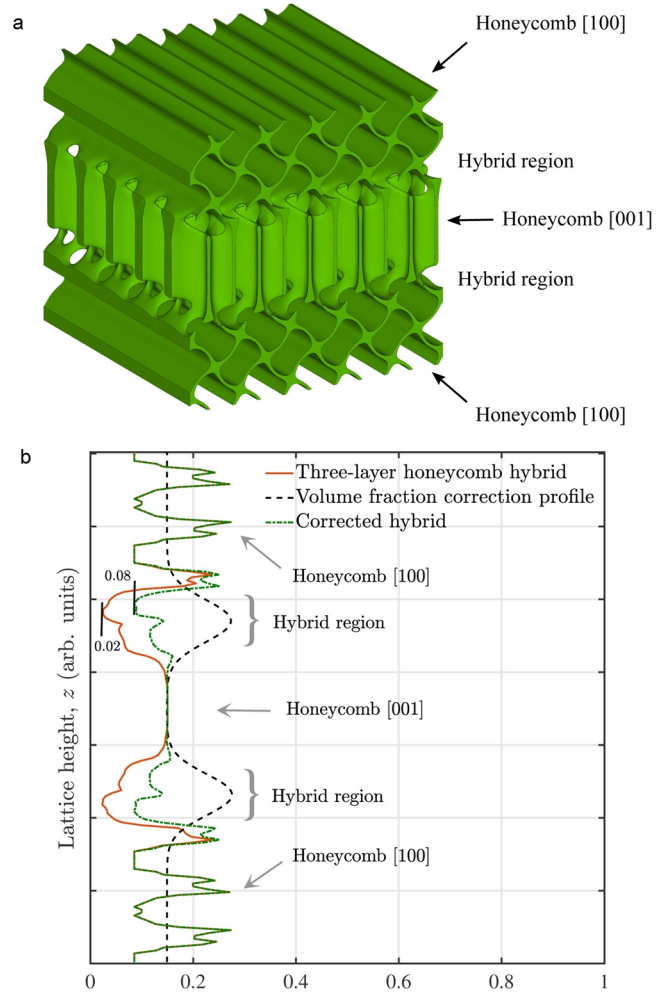 a
Honeycomb [100]
Hybrid region
Honeycomb [001]
Hybrid region
Honeycomb [100]
b
Three-layer honeycomb hybrid
Volume fraction correction profile
Corrected hybrid
Honeycomb [100]
0.08
Hybrid region
0.02
Honeycomb [001]
Hybrid region
Honeycomb [100]
Lattice height, z (arb. units)
0 0.2 0.4 0.6 0.8 1